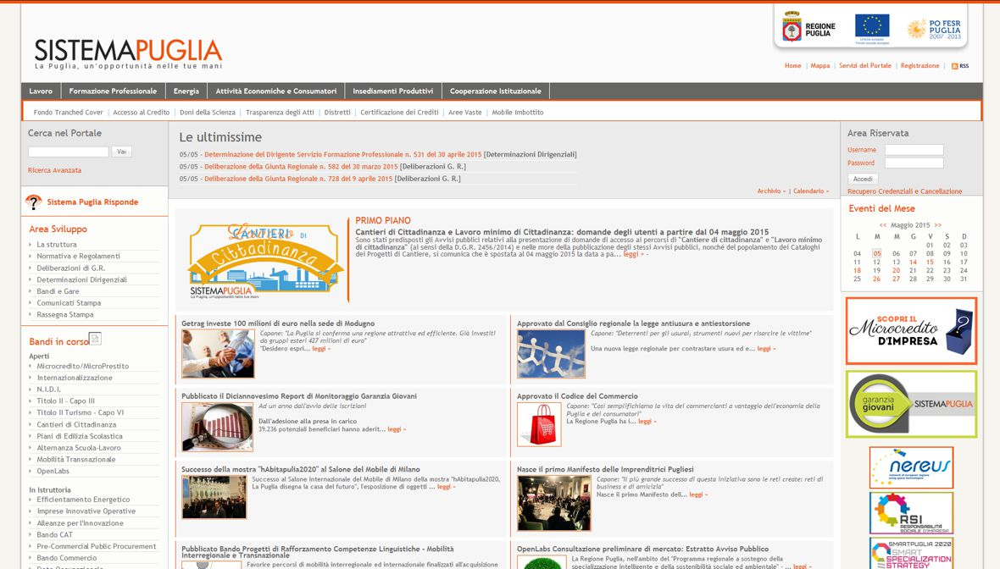 SISTEMAPUGLIA
La Puglia, un'opportunità nelle tue mani
REGIONE
PUGLIA
Unione europea
Fondo sociale europeo
PO FESR
PUGLIA
2007 - 2013
Home | Mappa | Servizi del Portale | Registrazione | RSS
Lavoro Formazione Professionale Energia Attività Economiche e Consumatori Insediamenti Produttivi Cooperazione Istituzionale
Fondo Tranched Cover | Accesso al Credito | Doni della Scienza | Trasparenza degli Atti | Distretti | Certificazione dei Crediti | Aree Vaste | Mobile Imbottito
Cerca nel Portale
Vai
Ricerca Avanzata
Sistema Puglia Risponde
Area Sviluppo
La struttura
Normativa e Regolamenti
Deliberazioni di G.R.
Determinazioni Dirigenziali
Bandi e Gare
Comunicati Stampa
Rassegna Stampa
Bandi in corso
Aperti
Microcredito/MicroPrestito
Internazionalizzazione
N.I.D.I.
Titolo II - Capo III
Titolo II Turismo - Capo VI
Cantieri di Cittadinanza
Piani di Edilizia Scolastica
Alternanza Scuola-Lavoro
Mobilità Transnazionale
OpenLabs
In Istruttoria
Efficientamento Energetico
Imprese Innovative Operative
Alleanze per l'Innovazione
Bando CAT
Pre-Commercial Public Procurement
Bando Commercio
Le ultimissime
05/05 - Determinazione del Dirigente Servizio Formazione Professionale n. 531 del 30 aprile 2015 [Determinazioni Dirigenziali]
05/05 - Deliberazione della Giunta Regionale n. 582 del 30 marzo 2015 [Deliberazioni G. R.]
05/05 - Deliberazione della Giunta Regionale n. 728 del 9 aprile 2015 [Deliberazioni G. R.]
Archivio » | Calendario »
CANTIERI DI
Cittadinanza
SISTEMAPUGLIA
La Puglia, un'opportunità nelle tue mani
PRIMO PIANO
Cantieri di Cittadinanza e Lavoro minimo di Cittadinanza: domande degli utenti a partire dal 04 maggio 2015
Sono stati predisposti gli Avvisi pubblici relativi alla presentazione di domande di accesso ai percorsi di "Cantiere di cittadinanza" e "Lavoro minimo
di cittadinanza" (ai sensi della D.G.R. 2456/2014) e nelle more della pubblicazione degli stessi Avvisi pubblici, nonché del popolamento dei Cataloghi
dei Progetti di Cantiere, si comunica che è spostata al 04 maggio 2015 la data a pa... leggi » -
Getrag investe 100 milioni di euro nella sede di Modugno
Capone: "La Puglia si conferma una regione attrattiva ed efficiente. Già investiti
da gruppi esteri 427 milioni di euro"
"Desidero espri... leggi »
Approvato dal Consiglio regionale la legge antiusura e antiestorsione
Capone: "Deterrenti per gli usurai, strumenti nuovi per risarcire le vittime"
Una nuova legge regionale per contrastare usura ed e... leggi »
Pubblicato il Diciannovesimo Report di Monitoraggio Garanzia Giovani
Ad un anno dall'avvio delle iscrizioni
Dall'adesione alla presa in carico
39.236 potenziali beneficiari hanno aderit... leggi »
Approvato il Codice del Commercio
Capone: "Così semplifichiamo la vita dei commercianti a vantaggio dell'economia della
Puglia e dei consumatori"
La Regione Puglia ha i... leggi »
Successo della mostra "hAbitapulia2020" al Salone del Mobile di Milano
Successo al Salone internazionale del Mobile di Milano della mostra "hAbitapulia2020,
La Puglia disegna la casa del futuro", l'esposizione di oggetti ... leggi »
Nasce il primo Manifesto delle Imprenditrici Pugliesi
Capone: "Il più grande successo di questa iniziativa sono le reti create: reti di
business e di amicizia"
Nasce il primo Manifesto dell... leggi »
Pubblicato Bando Progetti di Rafforzamento Competenze Linguistiche - Mobilità
Interregionale e Transnazionale
Favorire percorsi di mobilità interregionale ed internazionale finalizzati all'acquisizione
OpenLabs Consultazione preliminare di mercato: Estratto Avviso Pubblico
La Regione Puglia, nell'ambito del "Programma regionale a sostegno della
specializzazione intelligente e della sostenibilità sociale ed ambientale" - ... leggi »
Area Riservata
Username
Password
Accedi
Recupero Credenziali e Cancellazione
Eventi del Mese
<< Maggio 2015 >>
L M M G V S D
01 02 03
04 05 06 07 08 09 10
11 12 13 14 15 16 17
18 19 20 21 22 23 24
25 26 27 28 29 30 31
SCOPRI IL
Microcredito
D'IMPRESA
garanzia
giovani
SISTEMAPUGLIA
nereus
network of european regions
using space technologies
RSI
RESPONSABILITÀ
SOCIALE D'IMPRESA
SMARTPUGLIA 2020
SMART
SPECIALIZATION
STRATEGY